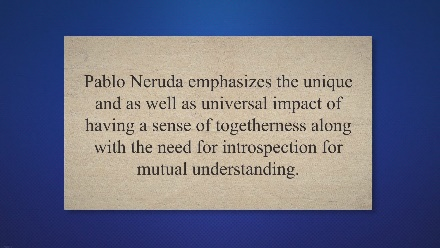 Pablo Neruda emphasizes the unique
and as well as universal impact of
having a sense of togetherness along
with the need for introspection for
mutual understanding.